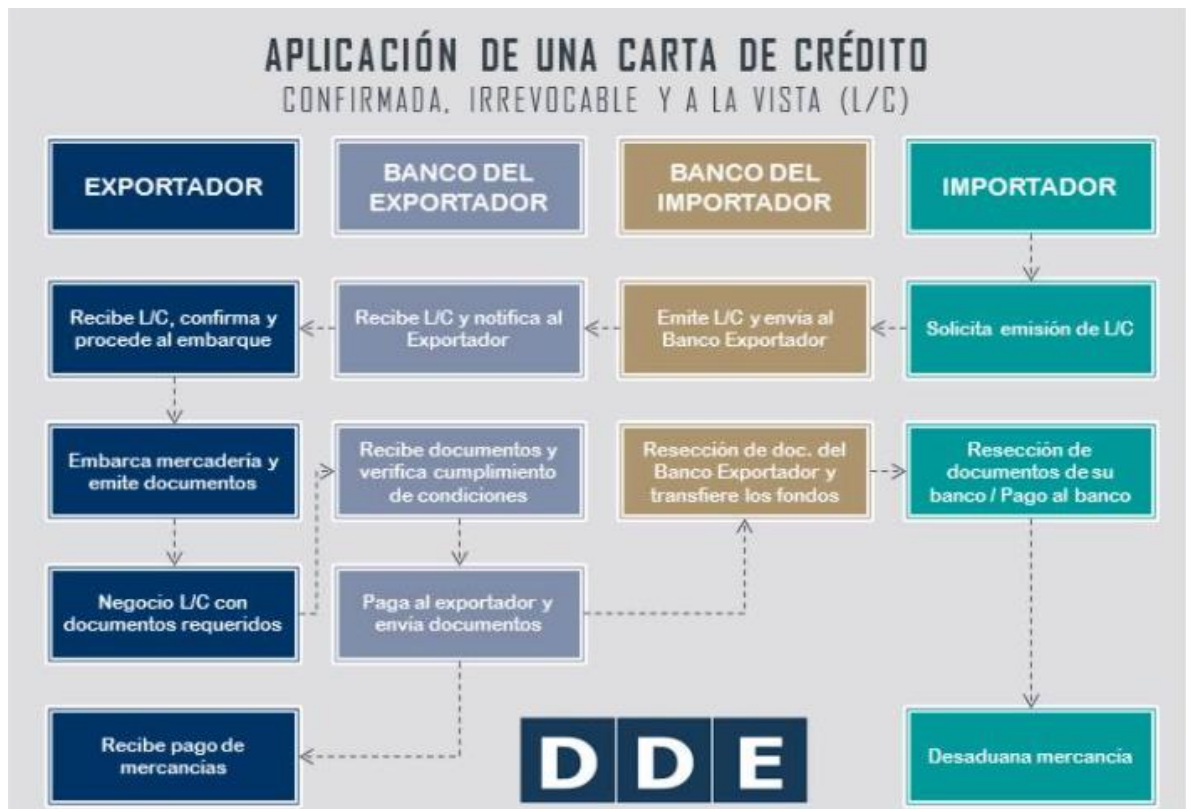 APLICACIÓN DE UNA CARTA DE CRÉDITO
CONFIRMADA, IRREVOCABLE Y A LA VISTA (L/C)
EXPORTADOR
BANCO DEL
EXPORTADOR
BANCO DEL
IMPORTADOR
IMPORTADOR
Recibe L/C, confirma y
procede al embarque
Recibe L/C y notifica al
Exportador
Emite L/C y envía al
Banco Exportador
Solicita emisión de L/C
Embarca mercadería y
emite documentos
Recibe documentos y
verifica cumplimiento
de condiciones
Resección de doc. del
Banco Exportador y
transfiere los fondos
Resección de
documentos de su
banco / Pago al banco
Negocio L/C con
documentos requeridos
Paga al exportador y
envia documentos
Recibe pago de
mercancías
DDE
Desaduana mercancía